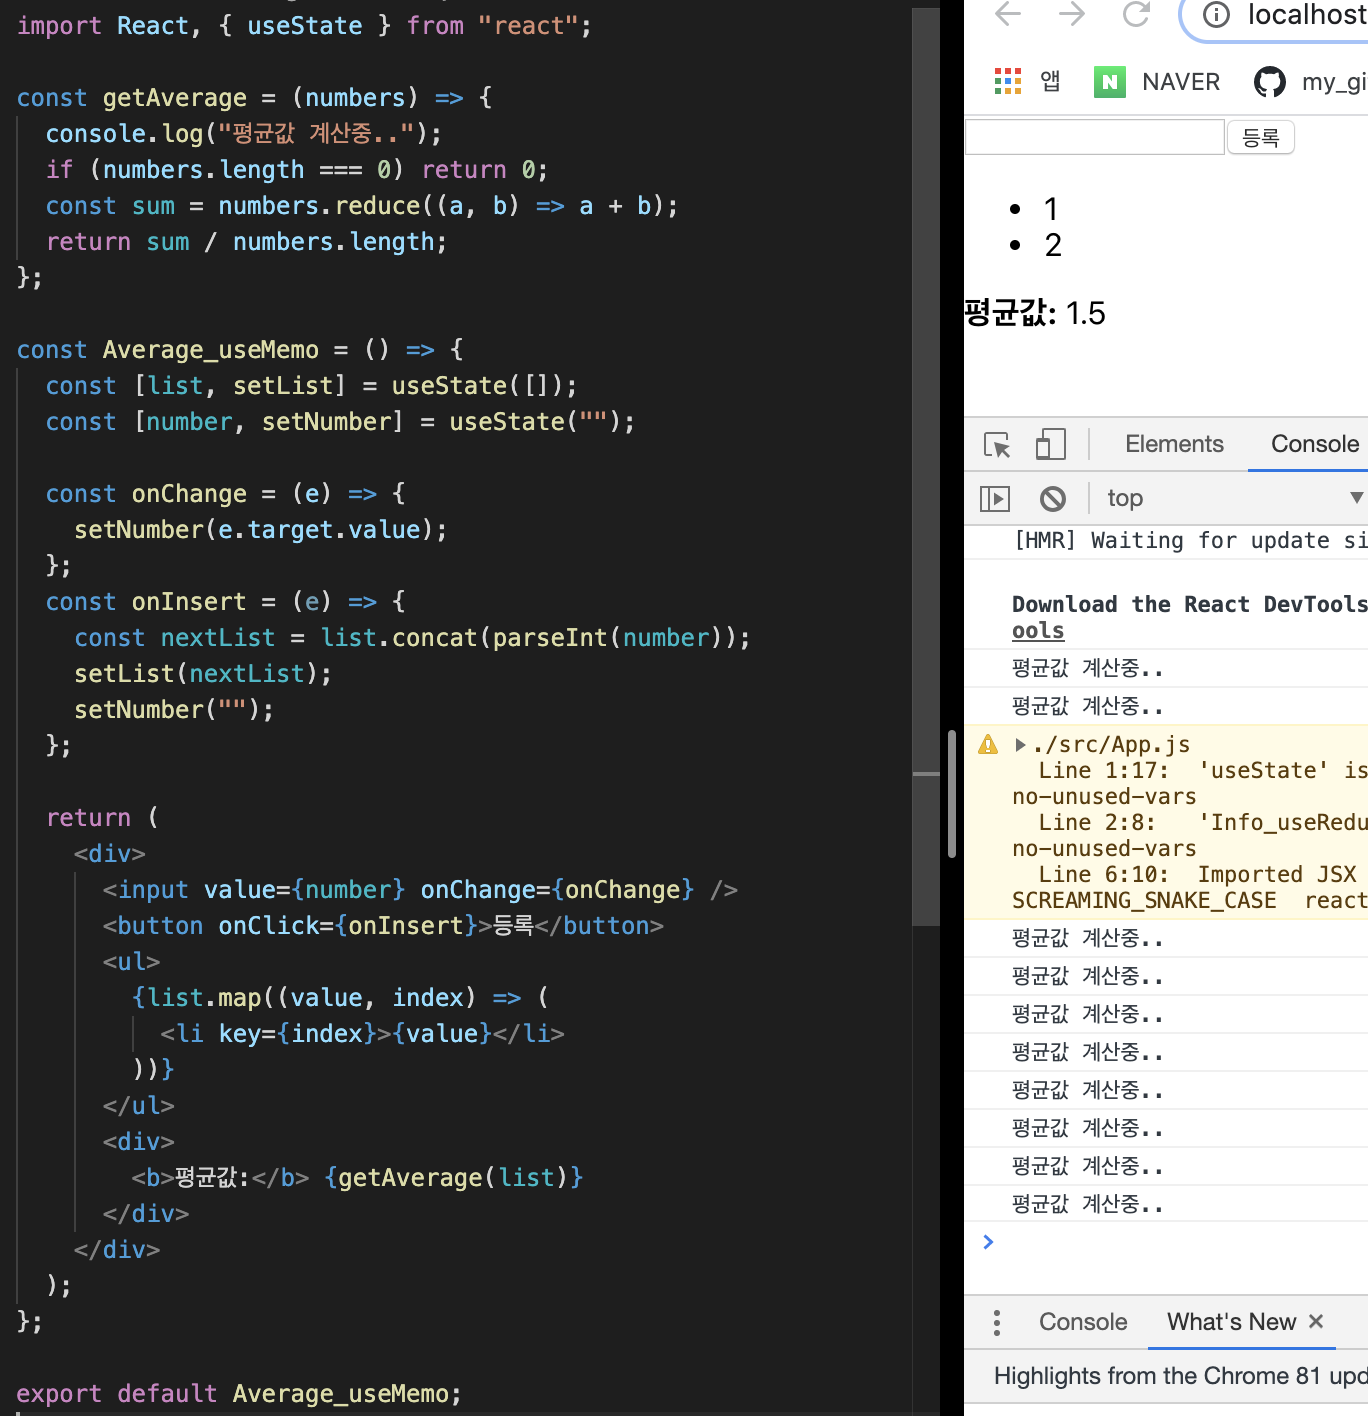 import React, { useState } from "react";

const getAverage = (numbers) => {
  console.log("평균값 계산중..");
  if (numbers.length === 0) return 0;
  const sum = numbers.reduce((a, b) => a + b);
  return sum / numbers.length;
};

const Average_useMemo = () => {
  const [list, setList] = useState([]);
  const [number, setNumber] = useState("");

  const onChange = (e) => {
    setNumber(e.target.value);
  };
  const onInsert = (e) => {
    const nextList = list.concat(parseInt(number));
    setList(nextList);
    setNumber("");
  };

  return (
    <div>
      <input value={number} onChange={onChange} />
      <button onClick={onInsert}>등록</button>
      <ul>
        {list.map((value, index) => (
          <li key={index}>{value}</li>
        ))}
      </ul>
      <div>
        <b>평균값:</b> {getAverage(list)}
      </div>
    </div>
  );
};

export default Average_useMemo;
localhost
앱 NAVER my_gi
등록
• 1
• 2
평균값: 1.5
Elements Console
top
[HMR] Waiting for update si
Download the React DevTools
ools
평균값 계산중..
평균값 계산중..
./src/App.js
Line 1:17: 'useState' is
no-unused-vars
Line 2:8: 'Info_useRedu
no-unused-vars
Line 6:10: Imported JSX
SCREAMING_SNAKE_CASE react
평균값 계산중..
평균값 계산중..
평균값 계산중..
평균값 계산중..
평균값 계산중..
평균값 계산중..
평균값 계산중..
평균값 계산중..
Console What's New ×
Highlights from the Chrome 81 upd